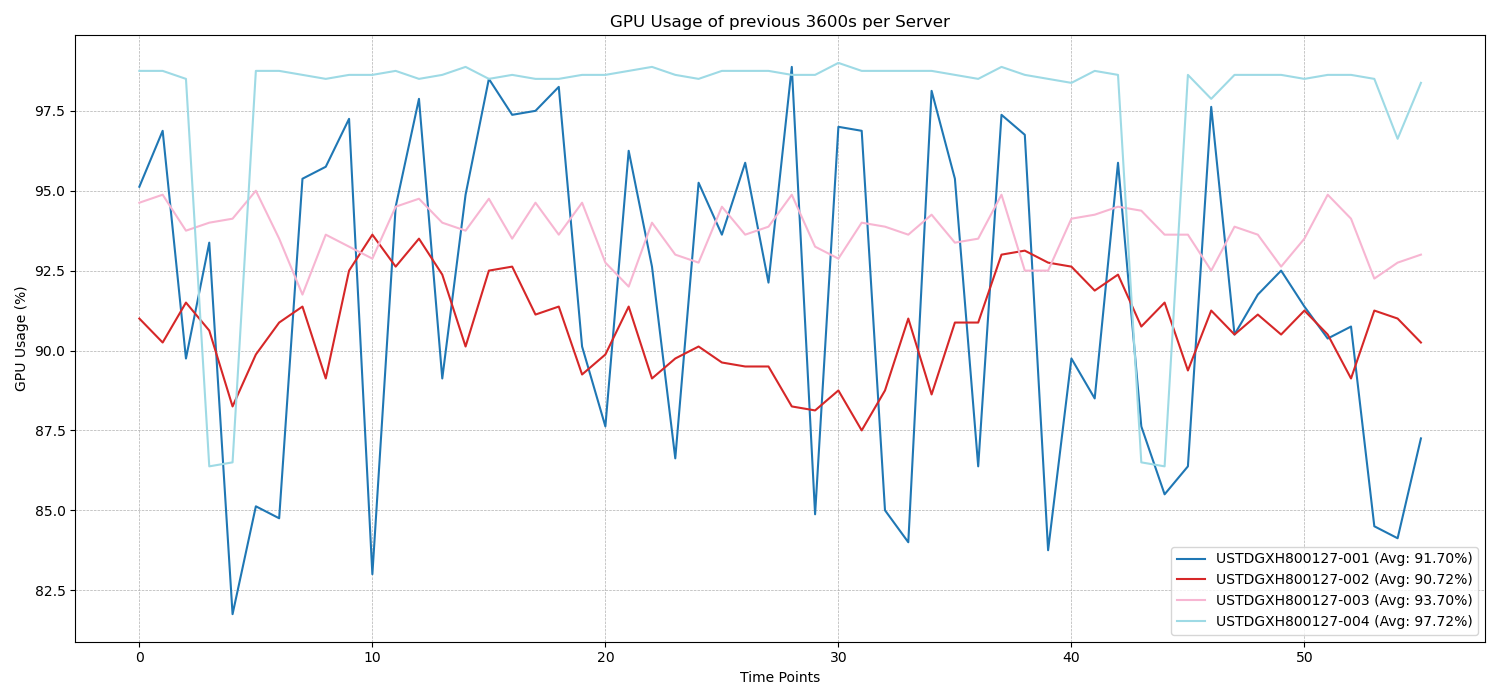 GPU Usage of previous 3600s per Server
GPU Usage (%)
97.5
95.0
92.5
90.0
87.5
85.0
82.5
USTDGXH800127-001 (Avg: 91.70%)
USTDGXH800127-002 (Avg: 90.72%)
USTDGXH800127-003 (Avg: 93.70%)
USTDGXH800127-004 (Avg: 97.72%)
0 10 20 30 40 50
Time Points